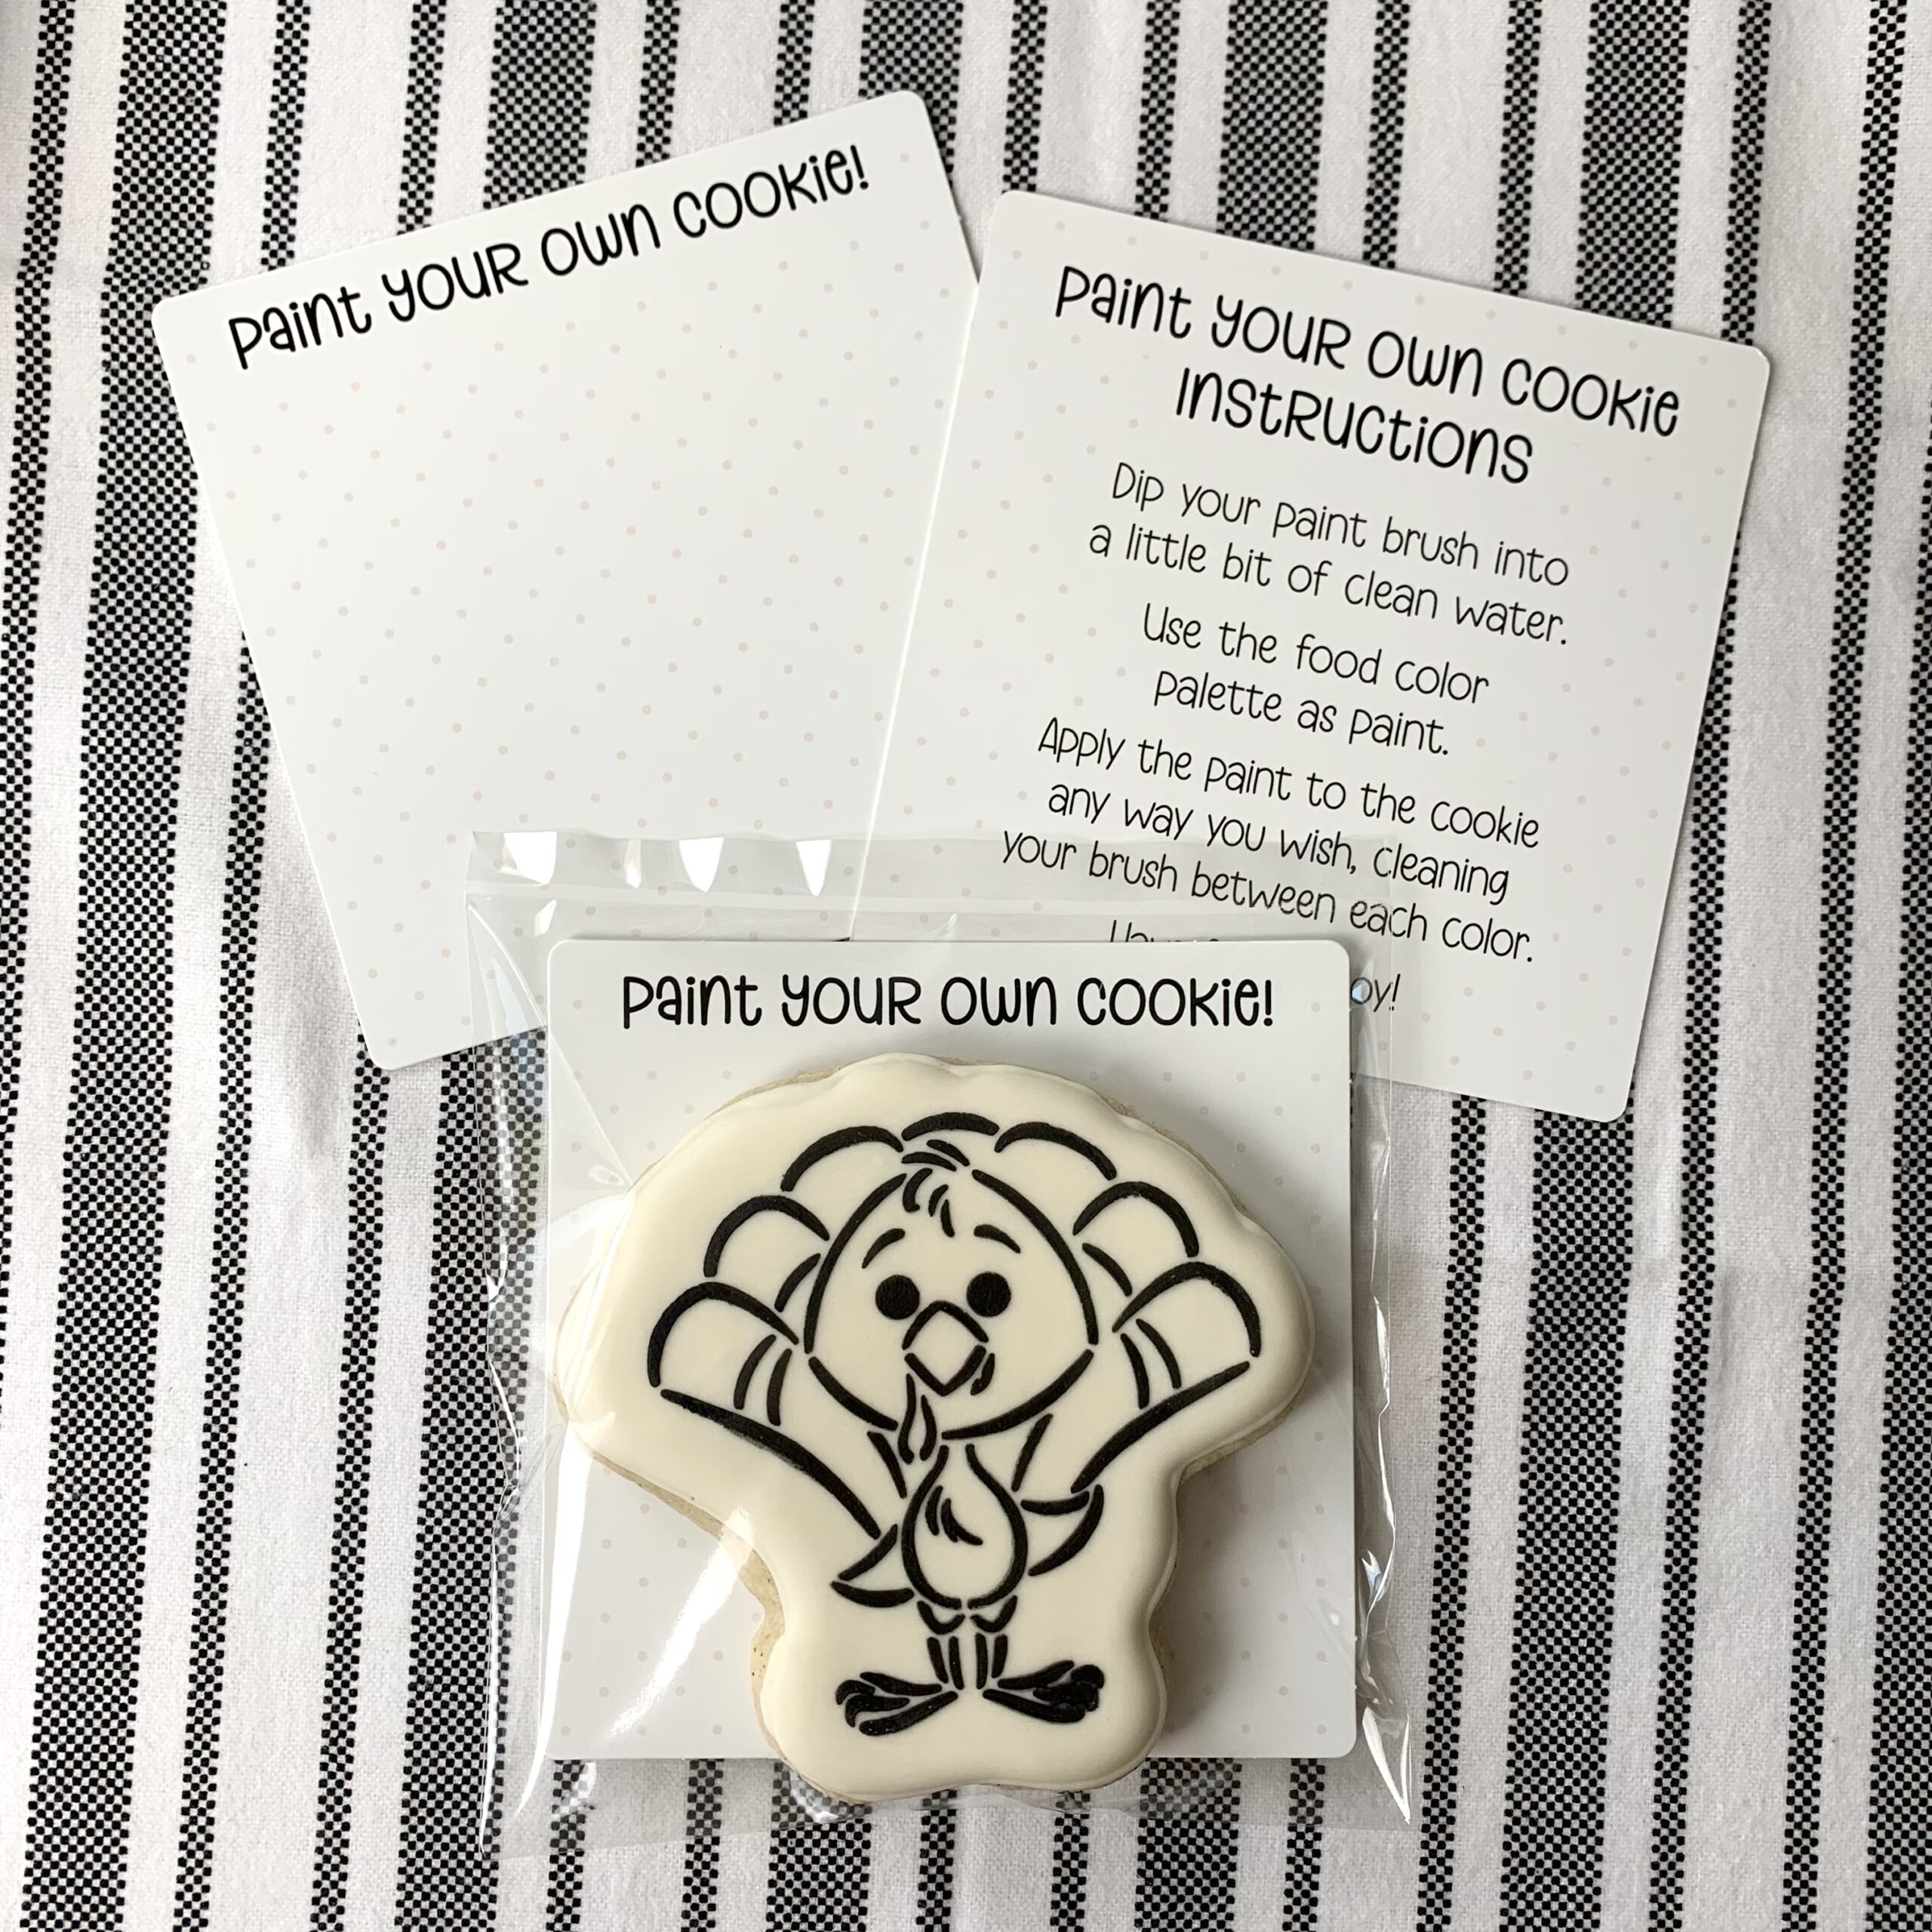 Paint your own cookie!
Paint your own cookie
Instructions
Dip your paint brush into
a little bit of clean water.
Use the food color
palette as paint.
Apply the paint to the cookie
any way you wish, cleaning
your brush between each color.
Paint your own cookie!